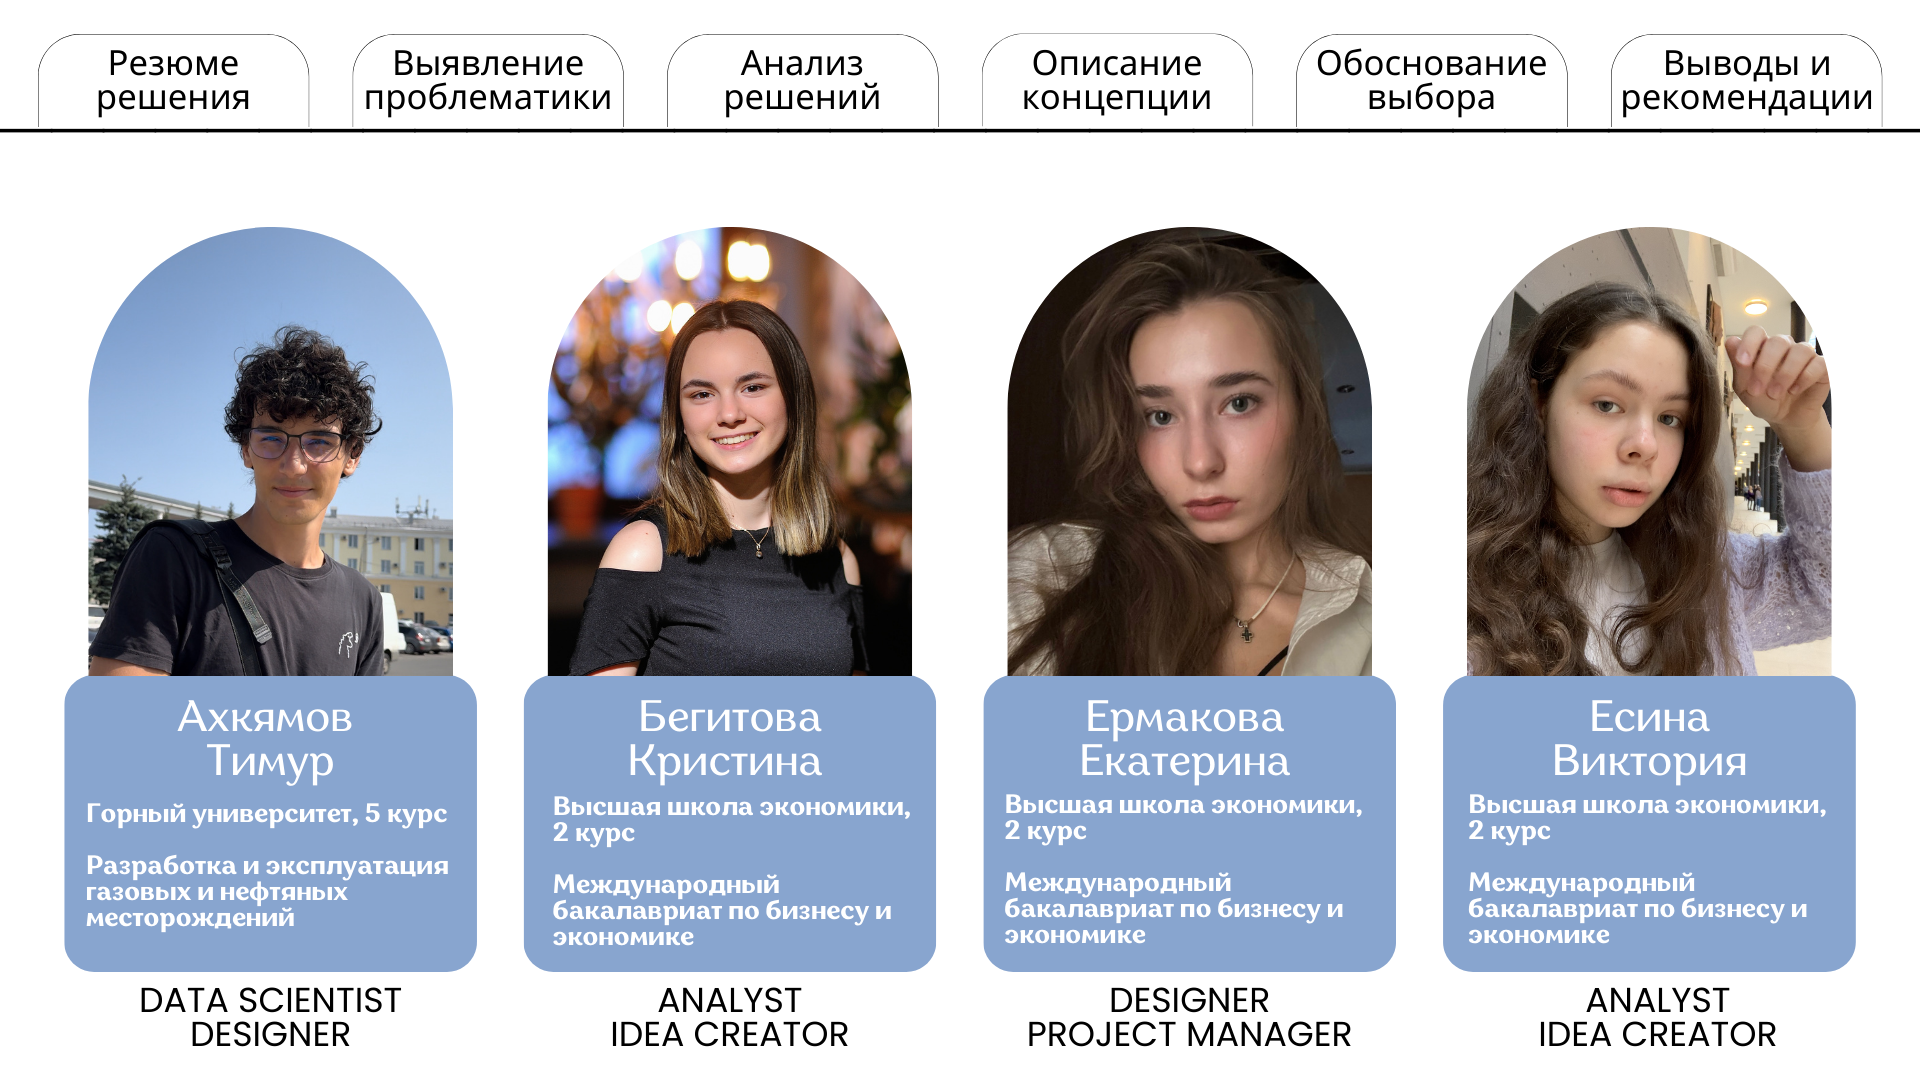 Резюме
решения
Выявление
проблематики
Анализ
решений
Описание
концепции
Обоснование
выбора
Выводы и
рекомендации
Ахкямов
Тимур
Горный университет, 5 курс
Разработка и эксплуатация
газовых и нефтяных
месторождений
DATA SCIENTIST
DESIGNER
Бегитова
Кристина
Высшая школа экономики,
2 курс
Международный
бакалавриат по бизнесу и
экономике
ANALYST
IDEA CREATOR
Ермакова
Екатерина
Высшая школа экономики,
2 курс
Международный
бакалавриат по бизнесу и
экономике
DESIGNER
PROJECT MANAGER
Есина
Виктория
Высшая школа экономики,
2 курс
Международный
бакалавриат по бизнесу и
экономике
ANALYST
IDEA CREATOR